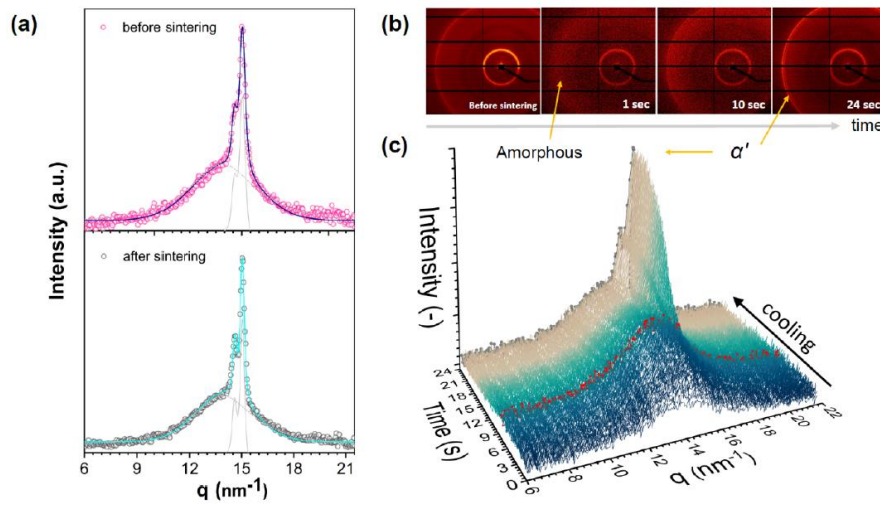 (a)
before sintering
after sintering
Intensity (a.u.)
6 9 12 15 18 21
q (nm⁻¹)
(b)
Before sintering
1 sec
10 sec
24 sec
time
Amorphous
α'
(c)
Intensity (-)
cooling
24
21
18
15
12
9
6
3
0
Time (s)
6 8 10 12 14 16 18 20 22
q (nm⁻¹)